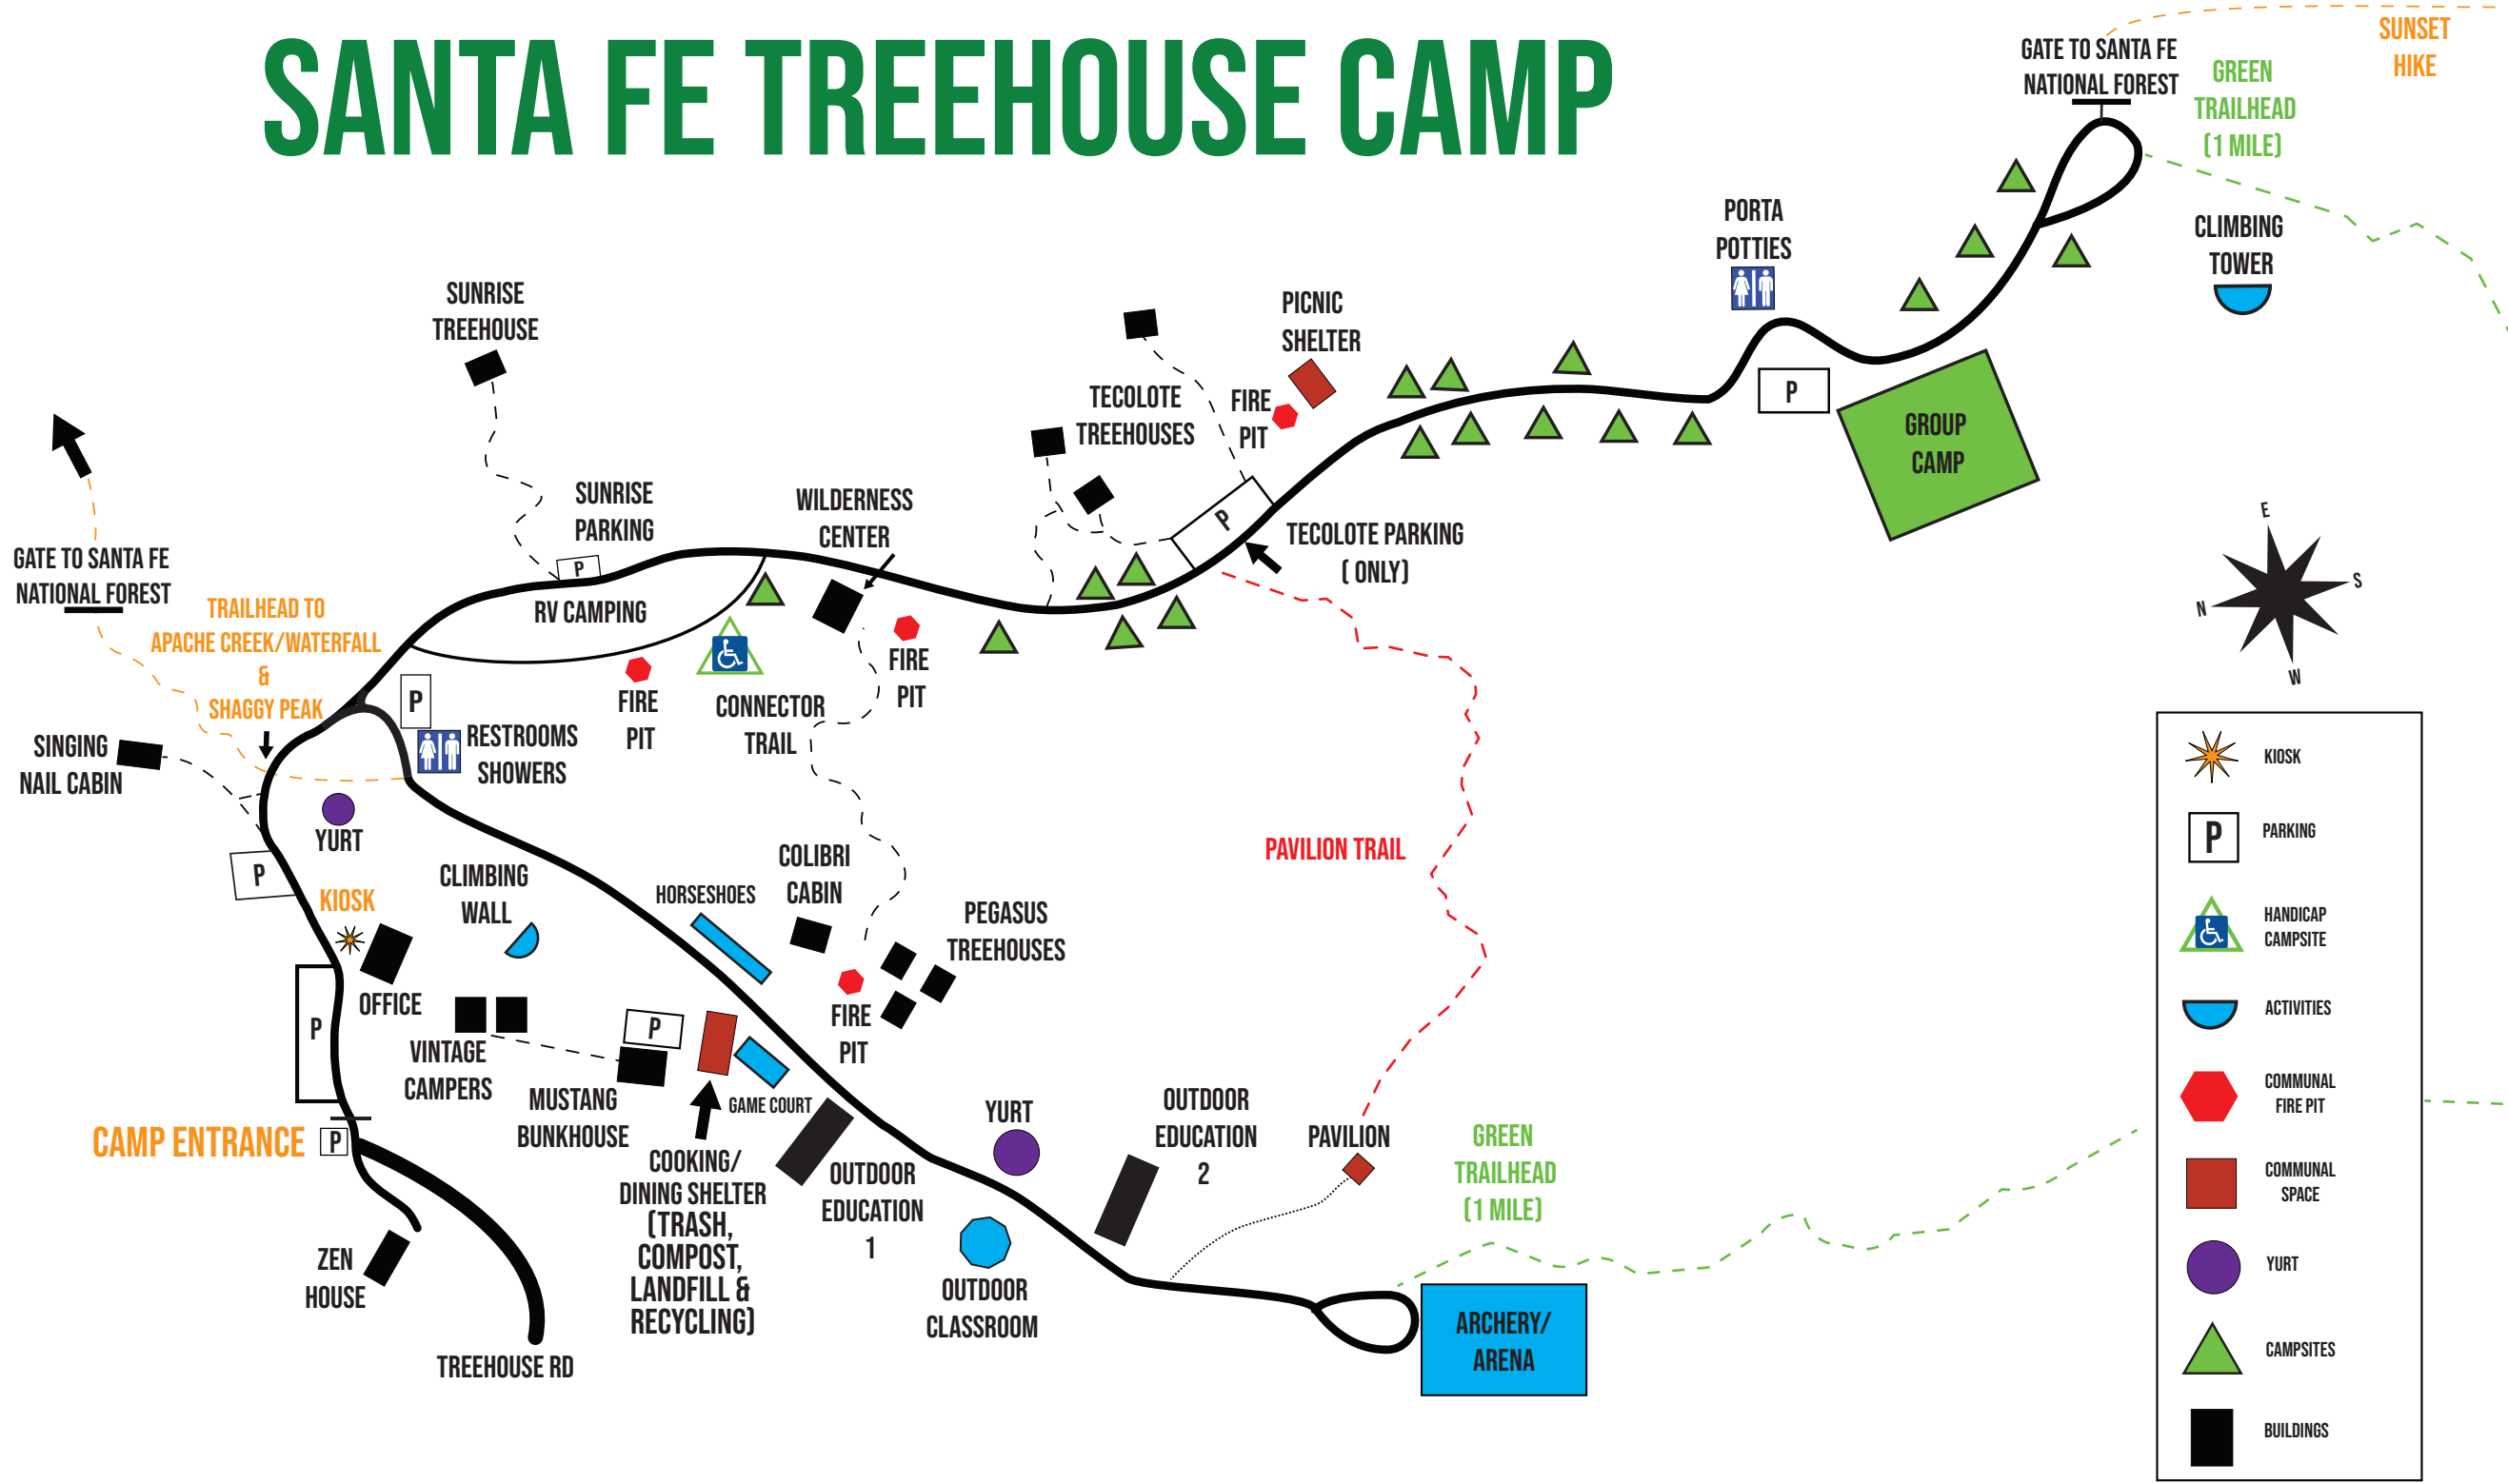 SANTA FE TREEHOUSE CAMP
SUNSET
HIKE
GATE TO SANTA FE
NATIONAL FOREST
GREEN
TRAILHEAD
(1 MILE)
CLIMBING
TOWER
PORTA
POTTIES
SUNRISE
TREEHOUSE
PICNIC
SHELTER
TECOLOTE
TREEHOUSES
FIRE
PIT
P
GROUP
CAMP
SUNRISE
PARKING
P
WILDERNESS
CENTER
P
TECOLOTE PARKING
( ONLY)
E
S
N
W
GATE TO SANTA FE
NATIONAL FOREST
TRAILHEAD TO
APACHE CREEK/WATERFALL
&
SHAGGY PEAK
RV CAMPING
FIRE
PIT
FIRE
PIT
CONNECTOR
TRAIL
P
RESTROOMS
SHOWERS
SINGING
NAIL CABIN
YURT
P
KIOSK
OFFICE
CLIMBING
WALL
HORSESHOES
COLIBRI
CABIN
PEGASUS
TREEHOUSES
FIRE
PIT
PAVILION TRAIL
P
VINTAGE
CAMPERS
P
MUSTANG
BUNKHOUSE
GAME COURT
COOKING/
DINING SHELTER
(TRASH,
COMPOST,
LANDFILL &
RECYCLING)
OUTDOOR
EDUCATION
1
YURT
OUTDOOR
CLASSROOM
OUTDOOR
EDUCATION
2
PAVILION
GREEN
TRAILHEAD
(1 MILE)
ARCHERY/
ARENA
CAMP ENTRANCE
P
ZEN
HOUSE
TREEHOUSE RD
KIOSK
P
PARKING
HANDICAP
CAMPSITE
ACTIVITIES
COMMUNAL
FIRE PIT
COMMUNAL
SPACE
YURT
CAMPSITES
BUILDINGS